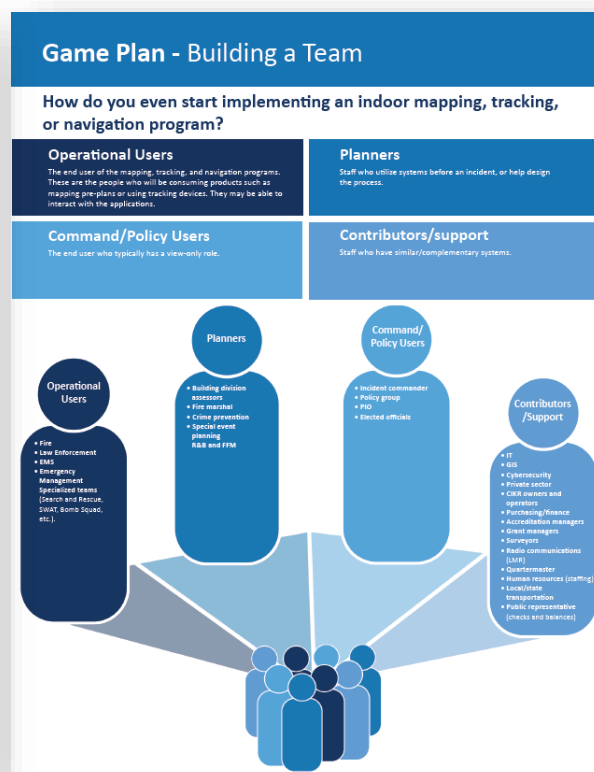 Game Plan - Building a Team
How do you even start implementing an indoor mapping, tracking,
or navigation program?
Operational Users
The end user of the mapping, tracking, and navigation programs.
These are the people who will be consuming products such as
mapping pre-plans or using tracking devices. They may be able to
interact with the applications.
Planners
Staff who utilize systems before an incident, or help design
the process.
Command/Policy Users
The end user who typically has a view-only role.
Contributors/support
Staff who have similar/complementary systems.
Operational
Users
• Fire
• Law Enforcement
• EMS
• Emergency
Management
Specialized teams
(Search and Rescue,
SWAT, Bomb Squad,
etc.).
Planners
• Building division
assessors
• Fire marshal
• Crime prevention
• Special event
planning
R&B and FFM
Command/
Policy Users
• Incident commander
• Policy group
• PIO
• Elected officials
Contributors
/Support
• IT
• GIS
• Cybersecurity
• Private sector
• CIKR owners and
operators
• Purchasing/finance
• Accreditation managers
• Grant managers
• Surveyors
• Radio communications
(LMR)
• Quartermaster
• Human resources (staffing)
• Local/state
transportation
• Public representative
(checks and balances)